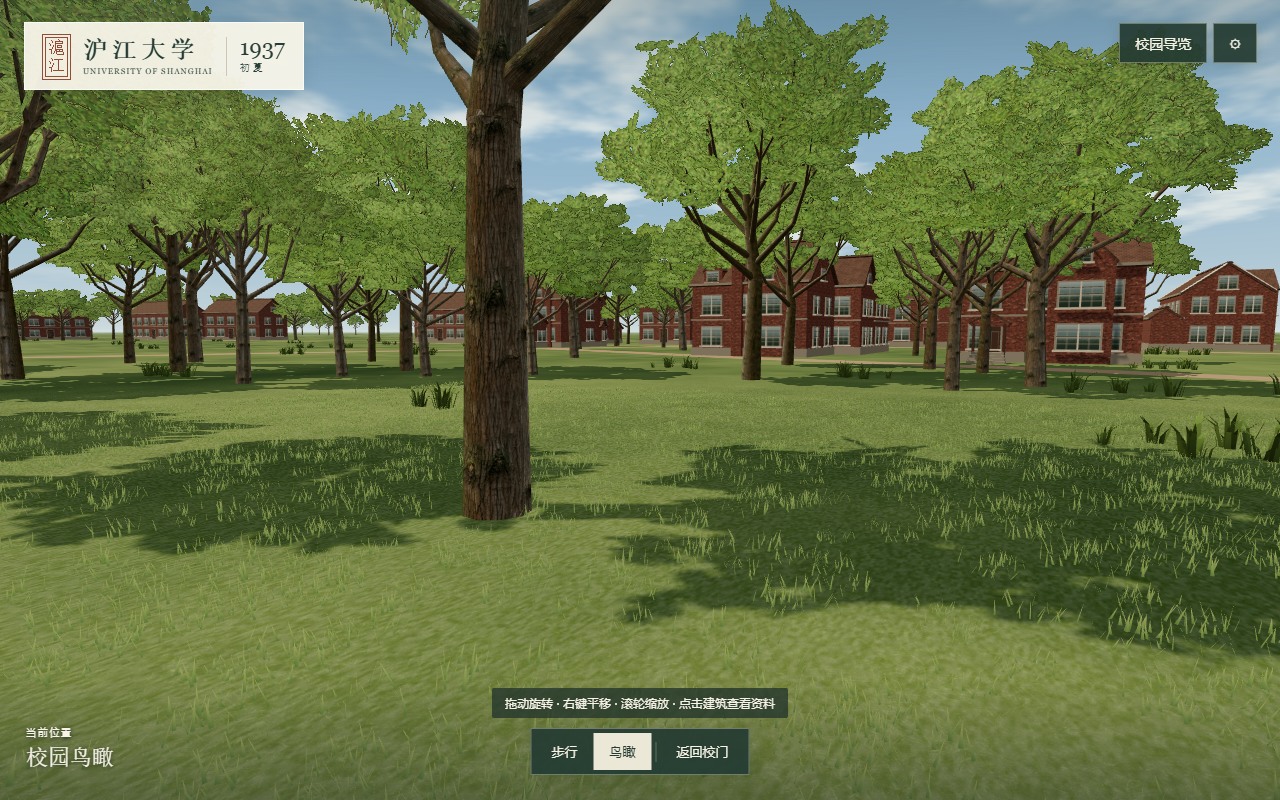 滬江
沪江大学
UNIVERSITY OF SHANGHAI
1937
初夏
校园导览
拖动旋转 · 右键平移 · 滚轮缩放 · 点击建筑查看资料
当前位置
校园鸟瞰
步行
鸟瞰
返回校门